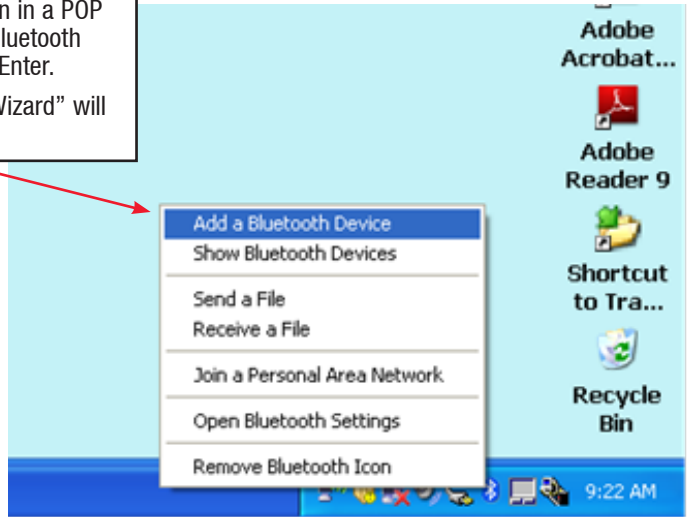 n in a POP
luetooth
Enter.
Wizard” will
Adobe
Acrobat...
Adobe
Reader 9
Shortcut
to Tra...
Recycle
Bin
Add a Bluetooth Device
Show Bluetooth Devices
Send a File
Receive a File
Join a Personal Area Network
Open Bluetooth Settings
Remove Bluetooth Icon
9:22 AM